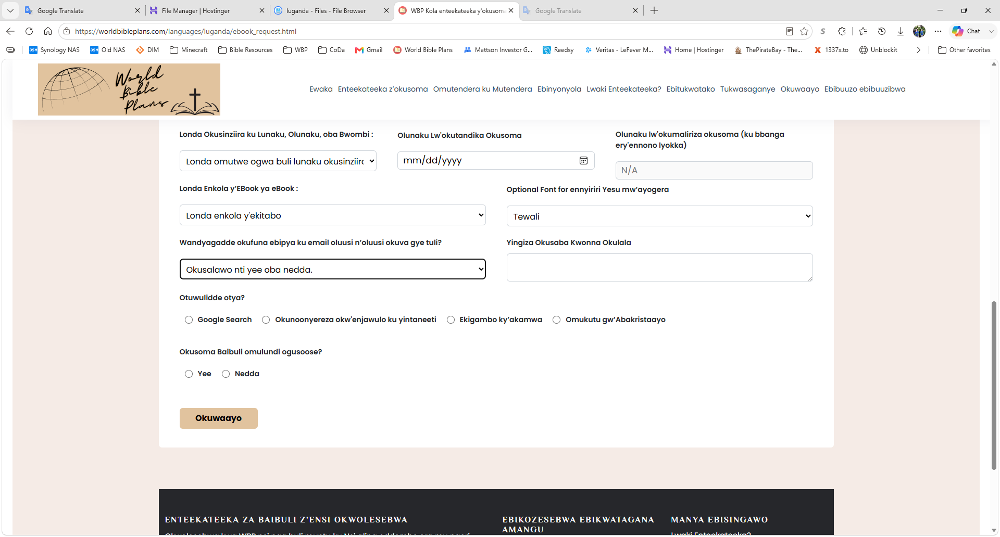 Google Translate
File Manager | Hostinger
luganda - Files - File Browser
WBP Kola enteekateeka y'okusoma
Google Translate
https://worldbibleplans.com/languages/luganda/ebook_request.html
Chat
Synology NAS
Old NAS
DIM
Minecraft
Bible Resources
WBP
CoDa
Gmail
World Bible Plans
Mattson Investor G...
Reedsy
Veritas - LeFever M...
Home | Hostinger
ThePirateBay - The...
1337x.to
Unblockit
Other favorites
World
Bible
Plans
Ewaka Enteekateeka z’okusoma Omutendera ku Mutendera Ebinyonyola Lwaki Enteekateeka? Ebitukwatako Tukwasaganye Okuwaayo Ebibuuzo ebibuuzibwa
Londa Okusinziira ku Lunaku, Olunaku, oba Bwombi :
Londa omutwe ogwa buli lunaku okusinziira
Olunaku Lw'okutandika Okusoma
mm/dd/yyyy
Olunaku lw'okumaliriza okusoma (ku bbanga
ery'ennono lyokka)
N/A
Londa Enkola y’EBook ya eBook :
Londa enkola y'ekitabo
Optional Font for ennyiriri Yesu mw’ayogera
Tewali
Wandyagadde okufuna ebipya ku email oluusi n’oluusi okuva gye tuli?
Okusalawo nti yee oba nedda.
Yingiza Okusaba Kwonna Okulala
Otuwulidde otya?
Google Search
Okunoonyereza okw'enjawulo ku yintaneeti
Ekigambo ky’akamwa
Omukutu gw’Abakristaayo
Okusoma Baibuli omulundi ogusoose?
Yee
Nedda
Okuwaayo
ENTEEKATEEKA ZA BAIBULI Z’ENSI OKWOLESEBWA
EBIKOZESEBWA EBIKWATAGANA
AMANGU
MANYA EBISINGAWO
Lwaki Enteekateeka?